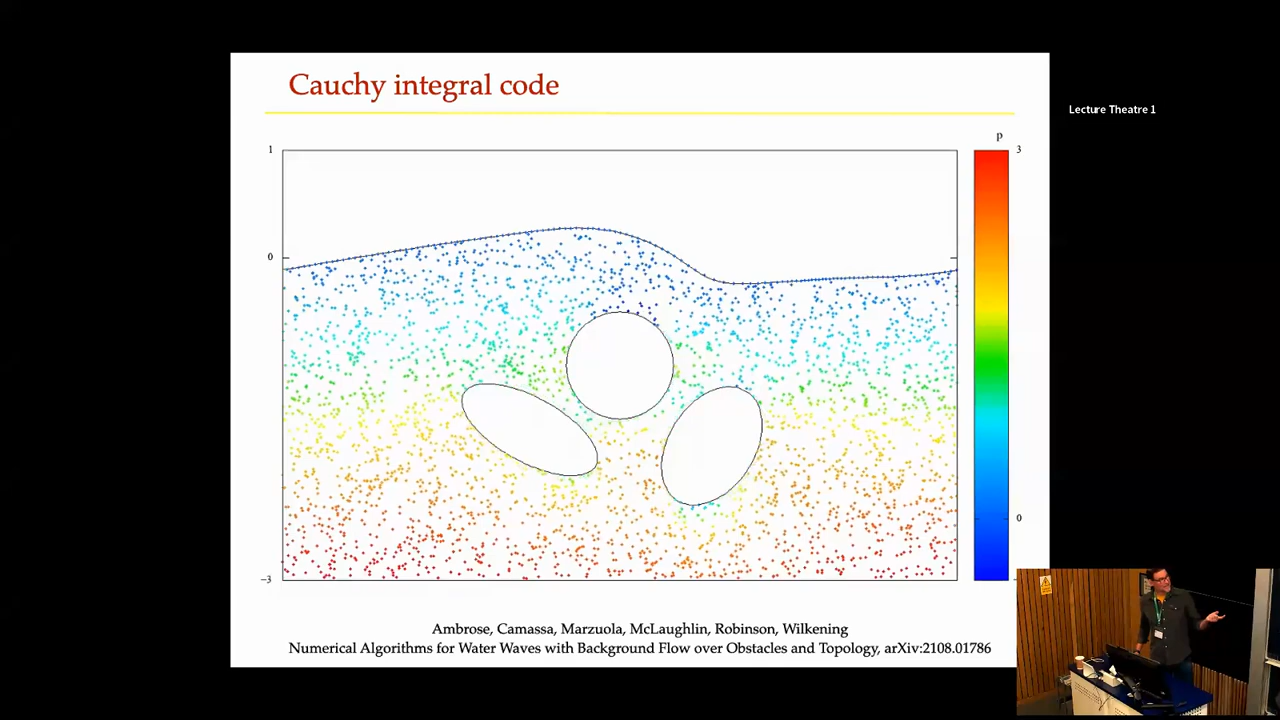 Cauchy integral code
Lecture Theatre 1
p
1
3
0
0
−3
Ambrose, Camassa, Marzuola, McLaughlin, Robinson, Wilkening
Numerical Algorithms for Water Waves with Background Flow over Obstacles and Topology, arXiv:2108.01786